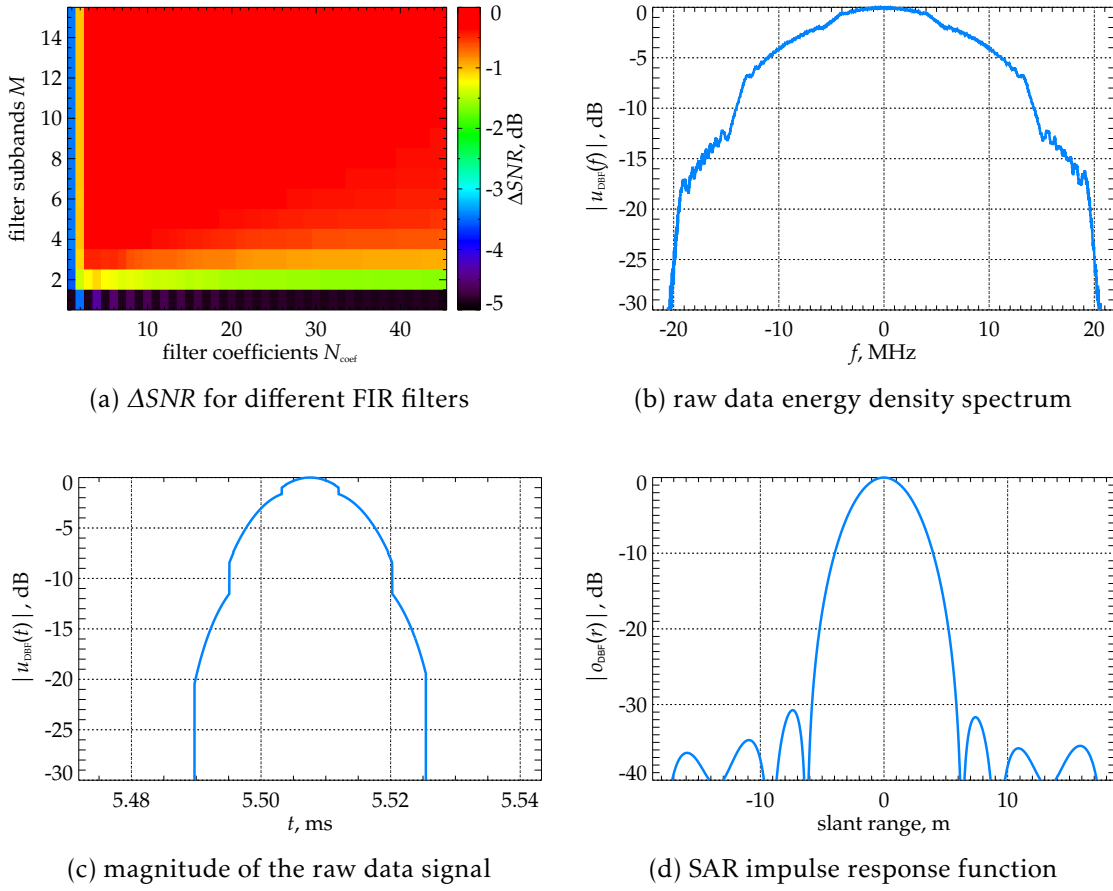 14
12
10
8
6
4
2
filter subbands M
10 20 30 40
filter coefficients N_coef
0
-1
-2
-3
-4
-5
ΔSNR, dB
(a) ΔSNR for different FIR filters
0
-5
-10
-15
-20
-25
-30
|u_DBF(f)|, dB
-20 -10 0 10 20
f, MHz
(b) raw data energy density spectrum
0
-5
-10
-15
-20
-25
-30
|u_DBF(t)|, dB
5.48 5.50 5.52 5.54
t, ms
(c) magnitude of the raw data signal
0
-10
-20
-30
-40
|o_DBF(r)|, dB
-10 0 10
slant range, m
(d) SAR impulse response function